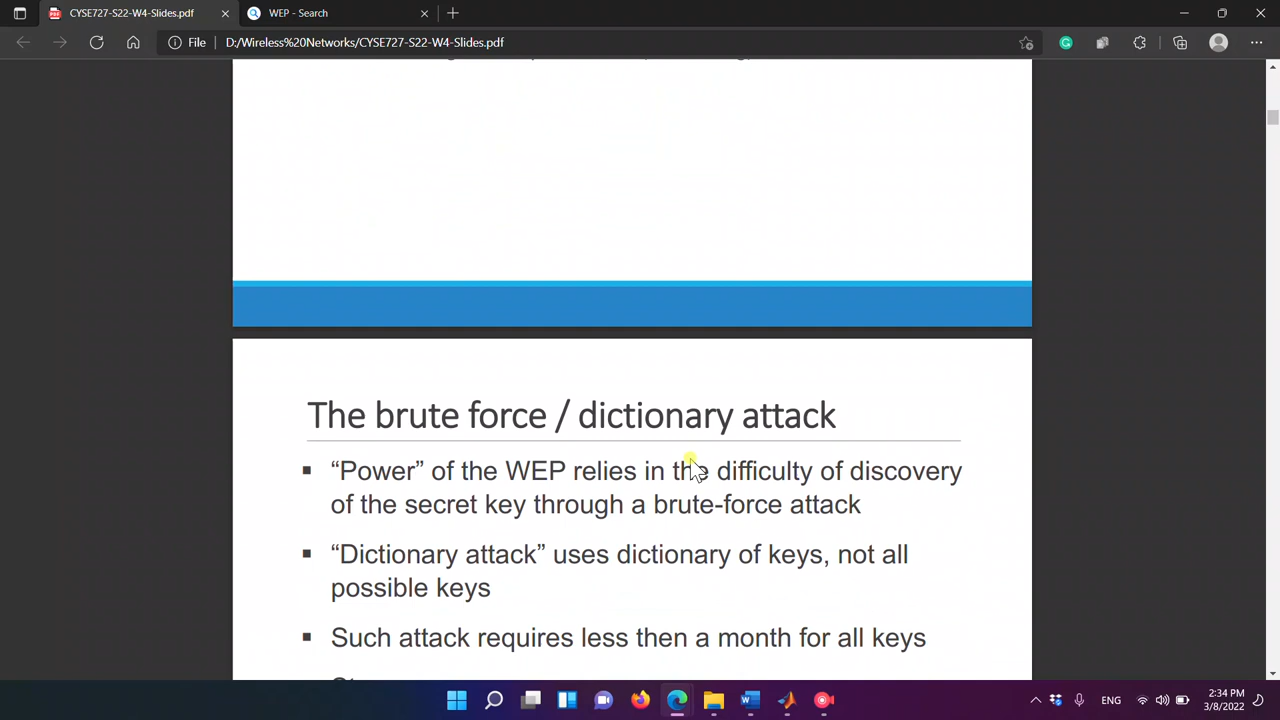 CYSE727-S22-W4-Slides.pdf
WEP - Search
File
D:/Wireless%20Networks/CYSE727-S22-W4-Slides.pdf
The brute force / dictionary attack
▪ “Power” of the WEP relies in the difficulty of discovery
of the secret key through a brute-force attack
▪ “Dictionary attack” uses dictionary of keys, not all
possible keys
▪ Such attack requires less then a month for all keys
ENG
2:34 PM
3/8/2022